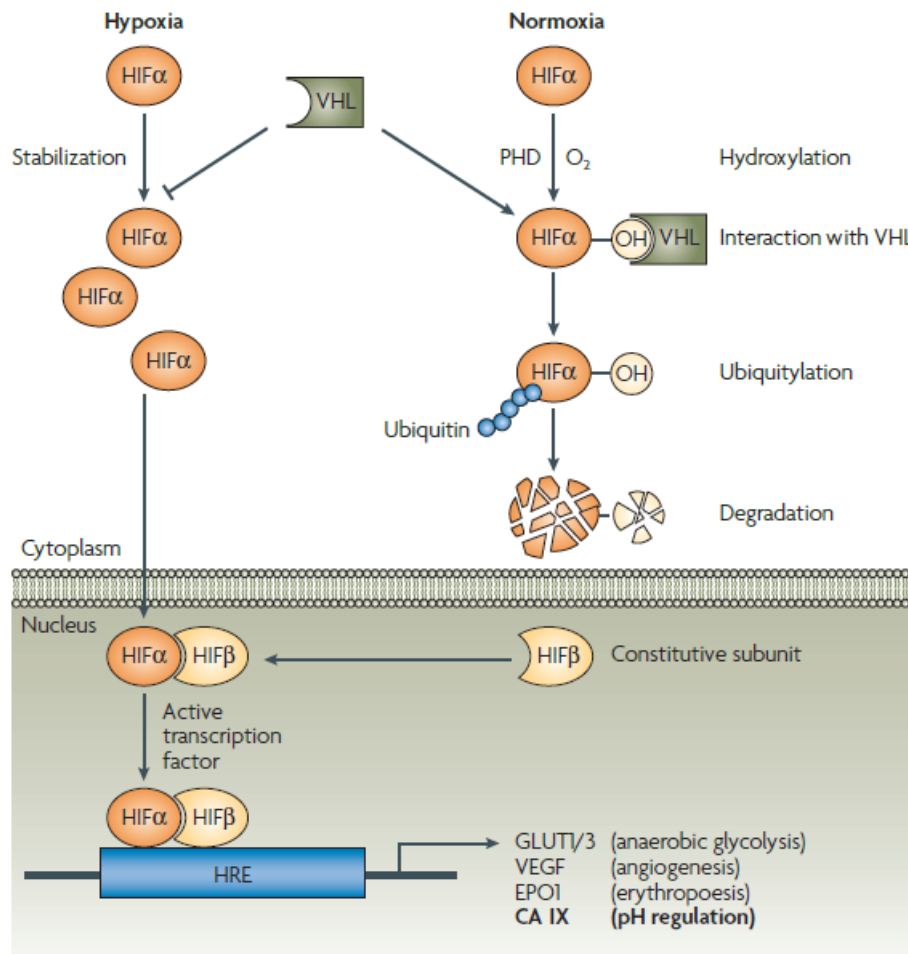 Hypoxia
Normoxia
HIFα
VHL
HIFα
Stabilization
PHD O₂
Hydroxylation
HIFα
HIFα
OH
VHL
Interaction with VHL
HIFα
HIFα
HIFα
OH
Ubiquitylation
Ubiquitin
Degradation
Cytoplasm
Nucleus
HIFα
HIFβ
HIFβ
Constitutive subunit
Active
transcription
factor
HIFα
HIFβ
HRE
GLUT1/3 (anaerobic glycolysis)
VEGF (angiogenesis)
EPO1 (erythropoesis)
CA IX (pH regulation)